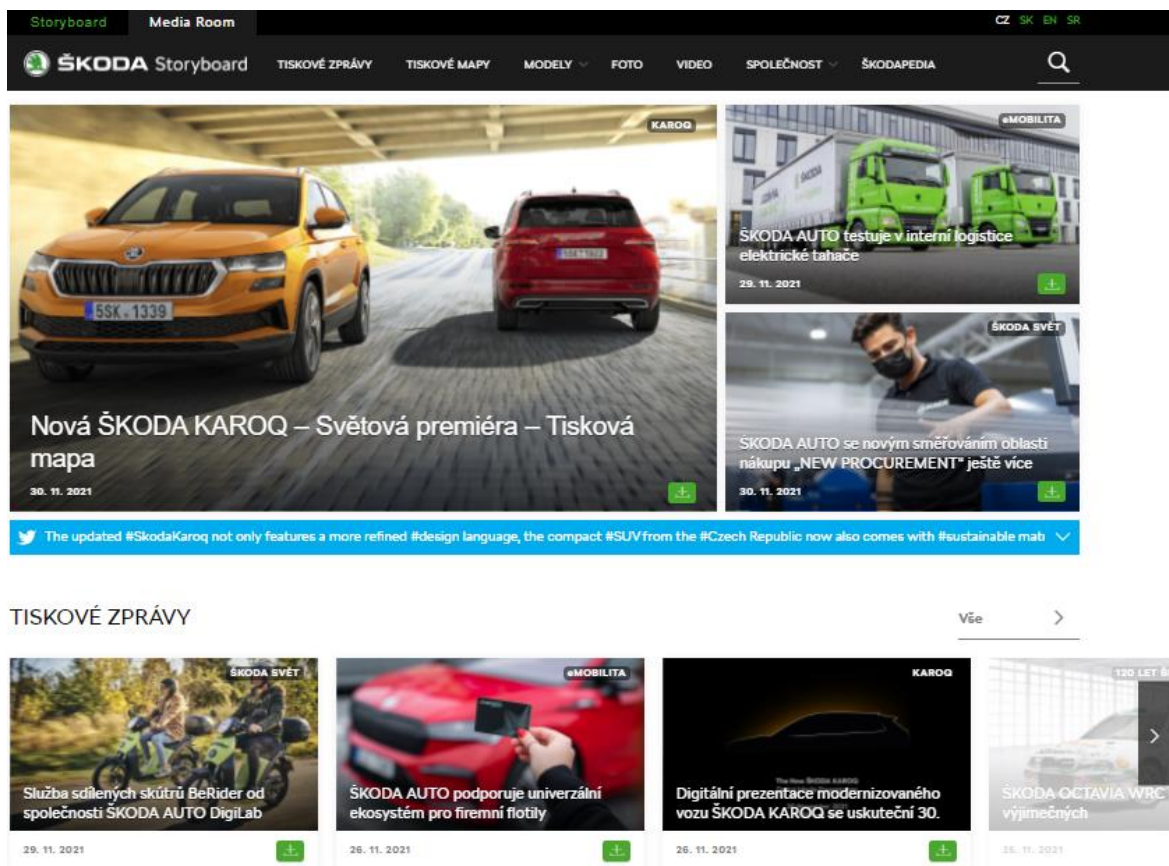 Storyboard Media Room CZ SK EN SR
ŠKODA Storyboard TISKOVÉ ZPRÁVY TISKOVÉ MAPY MODELY FOTO VIDEO SPOLEČNOST ŠKODAPEDIA
KAROQ
5SK 1339
Nová ŠKODA KAROQ – Světová premiéra – Tisková
mapa
30. 11. 2021
eMOBILITA
ŠKODA AUTO testuje v interní logistice
elektrické tahače
29. 11. 2021
ŠKODA SVĚT
ŠKODA AUTO se novým směřováním oblasti
nákupu „NEW PROCUREMENT“ ještě více
30. 11. 2021
The updated #SkodaKaroq not only features a more refined #design language, the compact #SUV from the #Czech Republic now also comes with #sustainable mat
TISKOVÉ ZPRÁVY
Vše
ŠKODA SVĚT
Služba sdílených skútrů BeRider od
společnosti ŠKODA AUTO DigiLab
29. 11. 2021
eMOBILITA
ŠKODA AUTO podporuje univerzální
ekosystém pro firemní flotily
26. 11. 2021
KAROQ
Digitální prezentace modernizovaného
vozu ŠKODA KAROQ se uskuteční 30.
26. 11. 2021
120 LET
ŠKODA OCTAVIA WRC
výjimečných